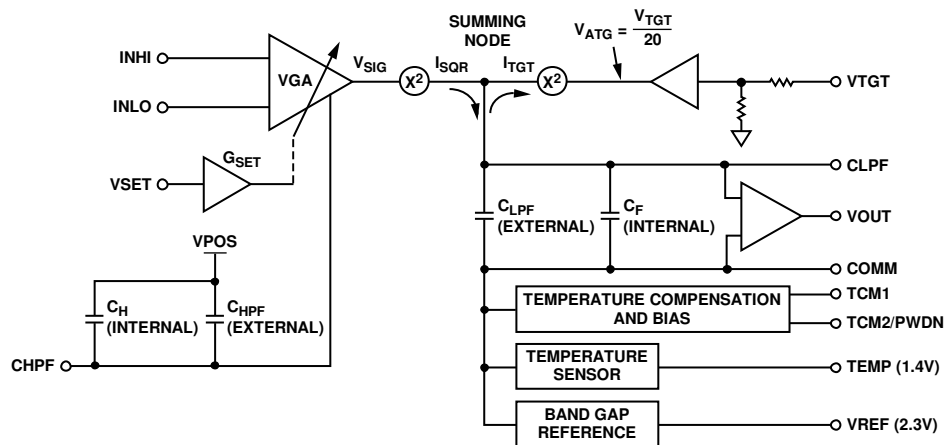 SUMMING
NODE
V_ATG = V_TGT
20
INHI
VGA
V_SIG
X²
I_SQR
I_TGT
X²
VTGT
INLO
G_SET
VSET
CLPF
C_LPF
(EXTERNAL)
C_F
(INTERNAL)
VOUT
VPOS
COMM
C_H
(INTERNAL)
C_HPF
(EXTERNAL)
TEMPERATURE COMPENSATION
AND BIAS
TCM1
TCM2/PWDN
CHPF
TEMPERATURE
SENSOR
TEMP (1.4V)
BAND GAP
REFERENCE
VREF (2.3V)